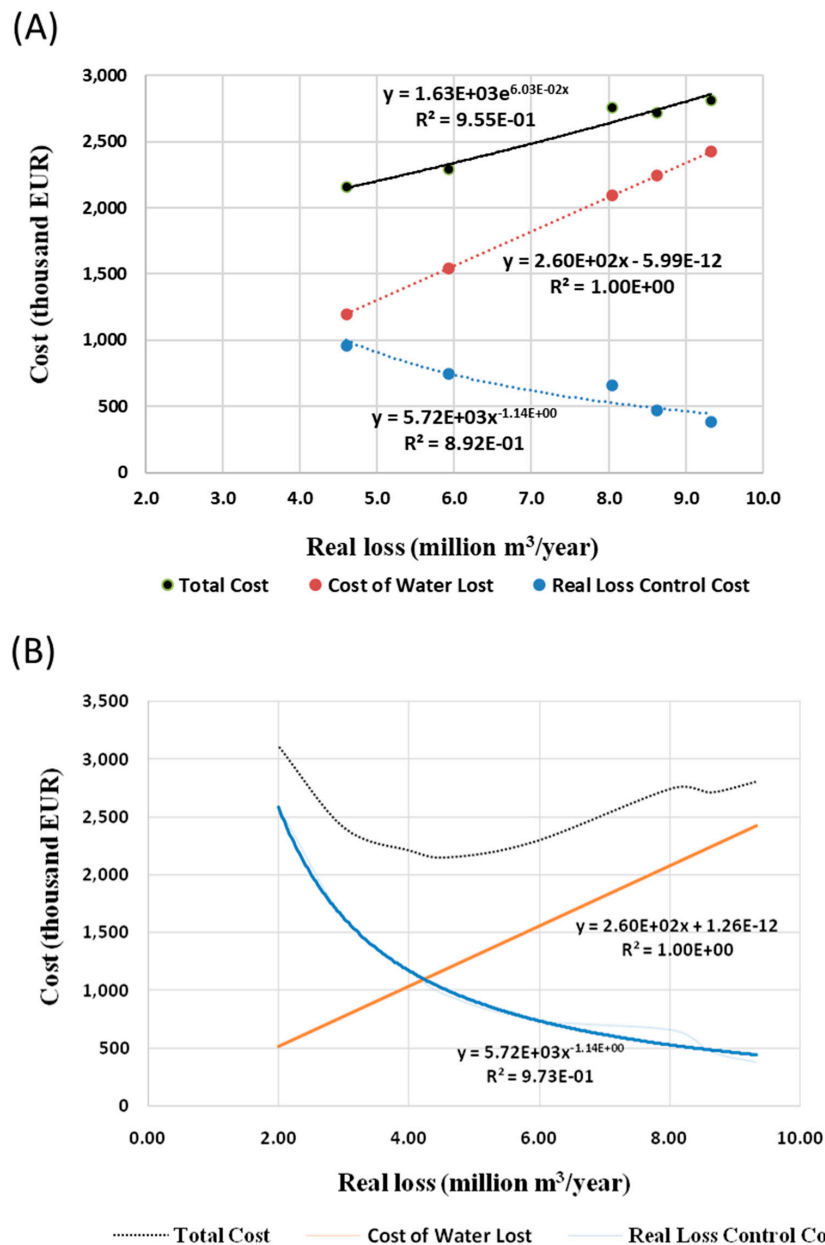 (A)
3,000
2,500
2,000
1,500
1,000
500
0
Cost (thousand EUR)
y = 1.63E+03e^6.03E-02x
R² = 9.55E-01
y = 2.60E+02x - 5.99E-12
R² = 1.00E+00
y = 5.72E+03x^-1.14E+00
R² = 8.92E-01
2.0 3.0 4.0 5.0 6.0 7.0 8.0 9.0 10.0
Real loss (million m³/year)
Total Cost Cost of Water Lost Real Loss Control Cost
(B)
3,500
3,000
2,500
2,000
1,500
1,000
500
0
Cost (thousand EUR)
y = 2.60E+02x + 1.26E-12
R² = 1.00E+00
y = 5.72E+03x^-1.14E+00
R² = 9.73E-01
0.00 2.00 4.00 6.00 8.00 10.00
Real loss (million m³/year)
Total Cost Cost of Water Lost Real Loss Control Co